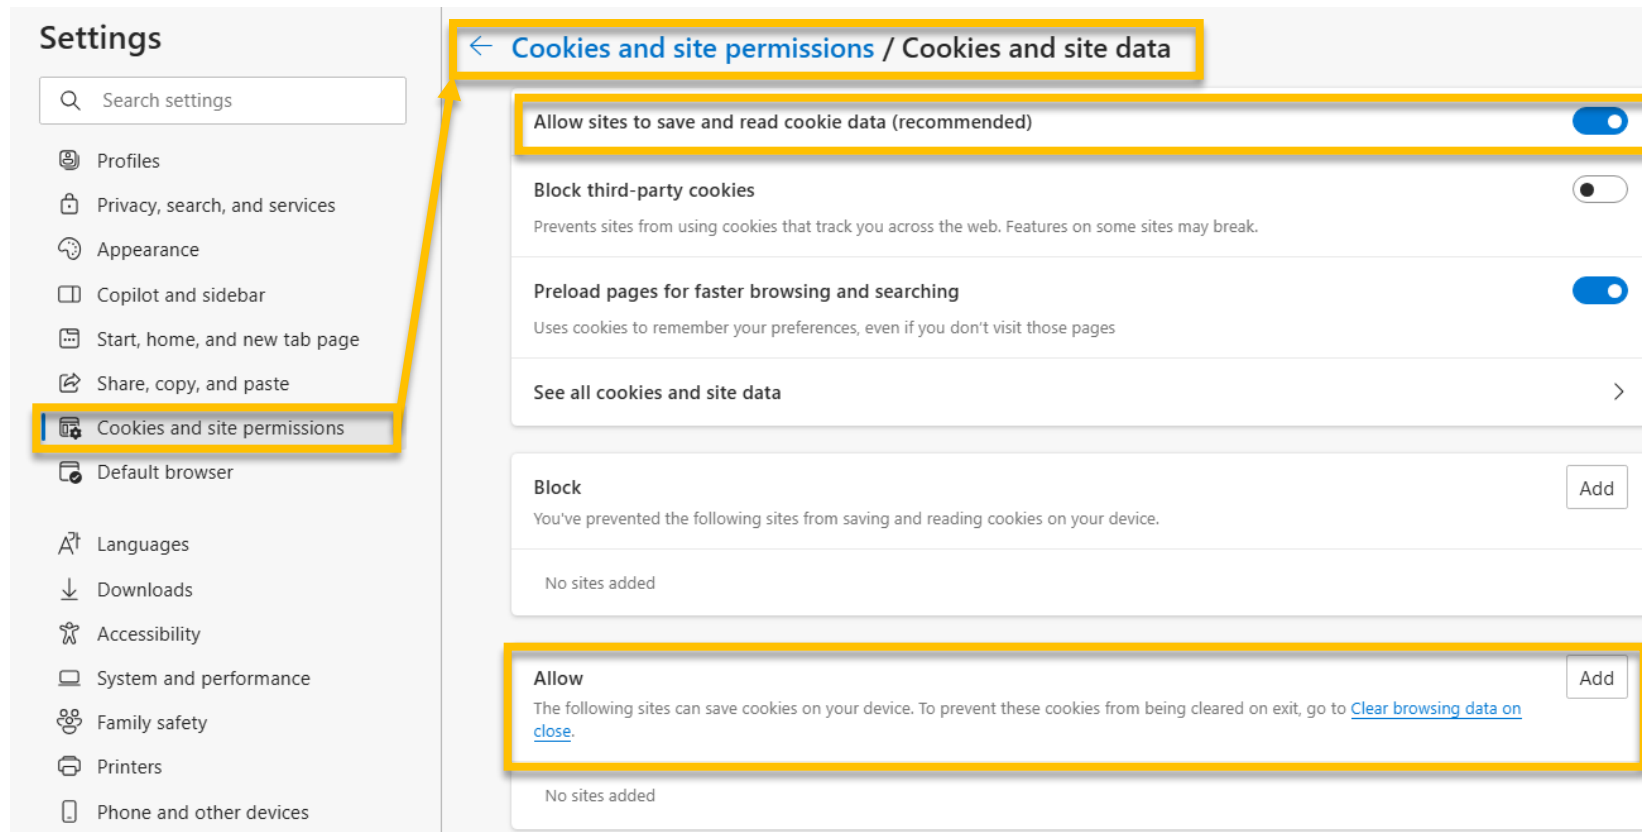 Settings
Search settings
Profiles
Privacy, search, and services
Appearance
Copilot and sidebar
Start, home, and new tab page
Share, copy, and paste
Cookies and site permissions
Default browser
Languages
Downloads
Accessibility
System and performance
Family safety
Printers
Phone and other devices
Cookies and site permissions / Cookies and site data
Allow sites to save and read cookie data (recommended)
Block third-party cookies
Prevents sites from using cookies that track you across the web. Features on some sites may break.
Preload pages for faster browsing and searching
Uses cookies to remember your preferences, even if you don't visit those pages
See all cookies and site data
Block
Add
You've prevented the following sites from saving and reading cookies on your device.
No sites added
Allow
Add
The following sites can save cookies on your device. To prevent these cookies from being cleared on exit, go to Clear browsing data on
close.
No sites added